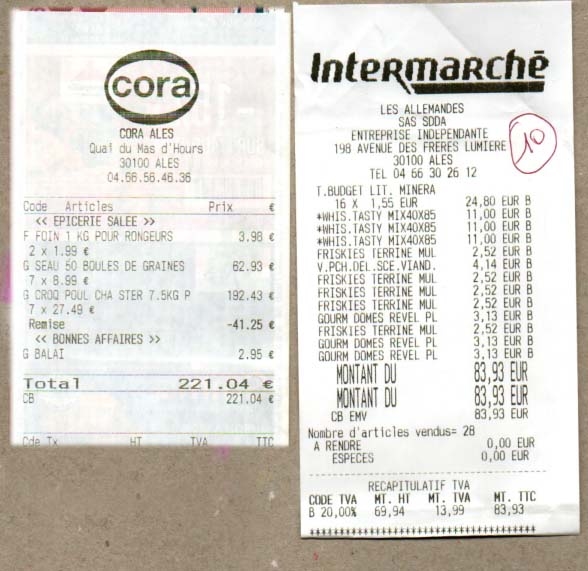 cora
CORA ALES
Quai du Mas d'Hours
30100 ALES
04.66.56.46.36
Code Articles Prix €
<< EPICERIE SALEE >>
F FOIN 1 KG POUR RONGEURS 3.98 €
2 x 1.99 €
G SEAU 50 BOULES DE GRAINES 62.93 €
7 x 8.99 €
G CROQ POUL CHA STER 7.5KG P 192.43 €
7 x 27.49 €
Remise -41.25 €
<< BONNES AFFAIRES >>
G BALAI 2.95 €
Total 221.04 €
CB 221.04 €
Cde Tx HT TVA TTC
Intermarchē
LES ALLEMANDES
SAS SDDA
ENTREPRISE INDEPENDANTE
198 AVENUE DES FRERES LUMIERE
30100 ALES
TEL 04 66 30 26 12
10
T.BUDGET LIT. MINERA
16 X 1,55 EUR 24,80 EUR B
*WHIS.TASTY MIX40X85 11,00 EUR B
*WHIS.TASTY MIX40X85 11,00 EUR B
*WHIS.TASTY MIX40X85 11,00 EUR B
FRISKIES TERRINE MUL 2,52 EUR B
V.PCH.DEL.SCE.VIAND. 4,14 EUR B
FRISKIES TERRINE MUL 2,52 EUR B
FRISKIES TERRINE MUL 2,52 EUR B
FRISKIES TERRINE MUL 2,52 EUR B
GOURM DOMES REVEL PL 3,13 EUR B
FRISKIES TERRINE MUL 2,52 EUR B
GOURM DOMES REVEL PL 3,13 EUR B
GOURM DOMES REVEL PL 3,13 EUR B
MONTANT DU 83,93 EUR
MONTANT DU 83,93 EUR
CB EMV 83,93 EUR
Nombre d'articles vendus= 28
A RENDRE 0,00 EUR
ESPECES 0,00 EUR
RECAPITULATIF TVA
CODE TVA MT. HT MT. TVA MT. TTC
B 20,00% 69,94 13,99 83,93